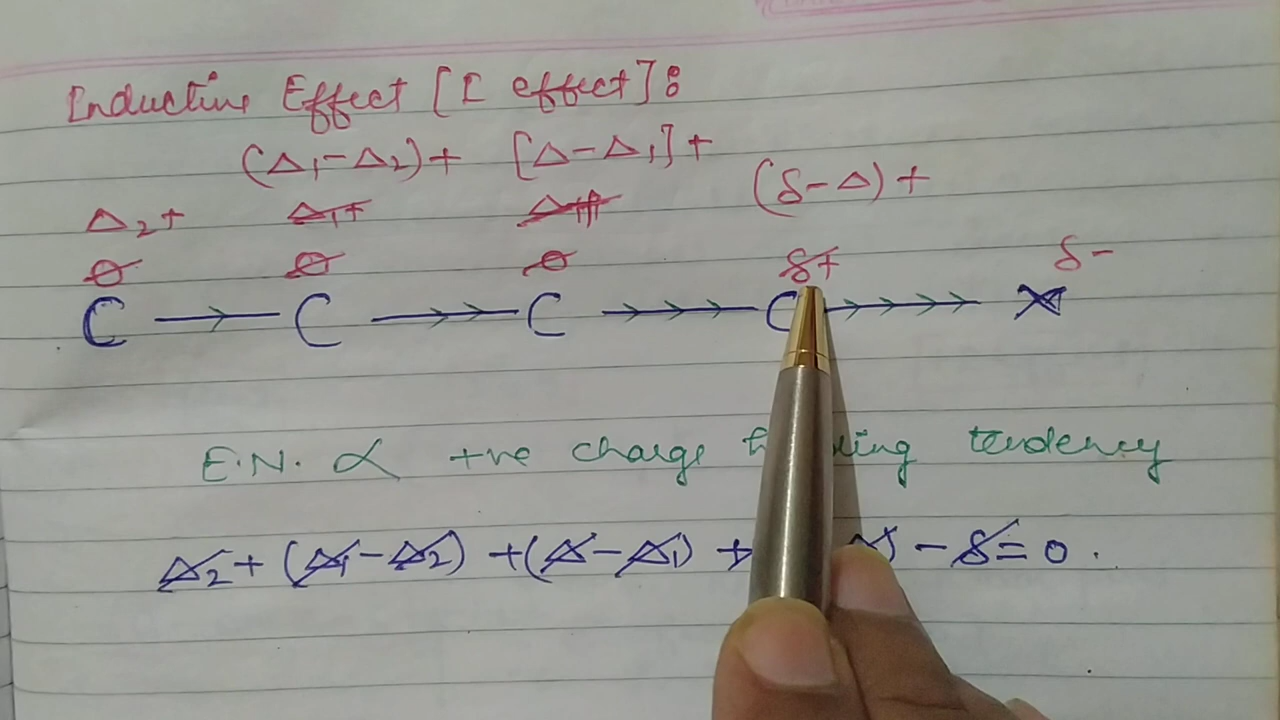 Inductive Effect [I effect]:
(Δ₁-Δ₂)+ [Δ-Δ₁]+
(δ-Δ)+
Δ₂+ Δ₁+
0 0 0 δ+ δ-
C C C C X
E.N. ∝ +ve charge tendency
Δ₂+ (Δ₁-Δ₂) +(Δ-Δ₁) + - δ=0.